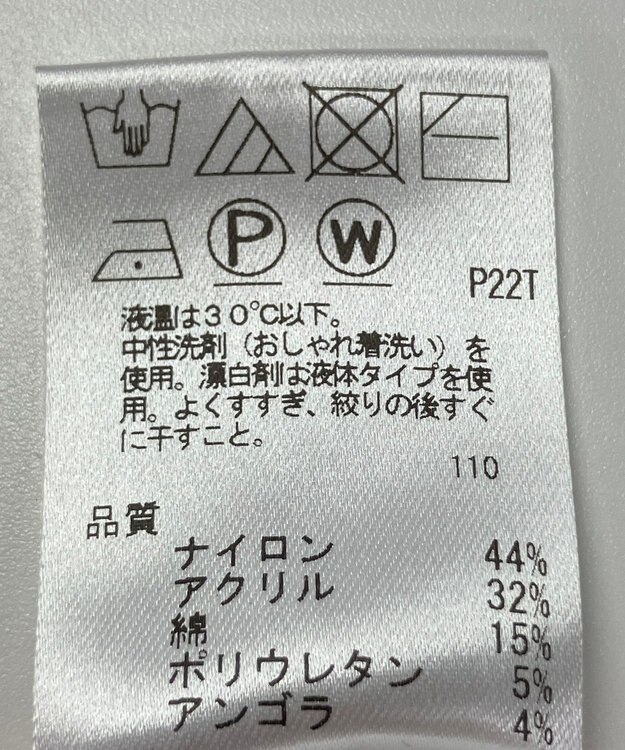 P W
P22T
液温は30℃以下。
中性洗剤（おしゃれ着洗い）を
使用。漂白剤は液体タイプを使
用。よくすすぎ、絞りの後すぐ
に干すこと。
110
品質
ナイロン 44%
アクリル 32%
綿 15%
ポリウレタン 5%
アンゴラ 4%